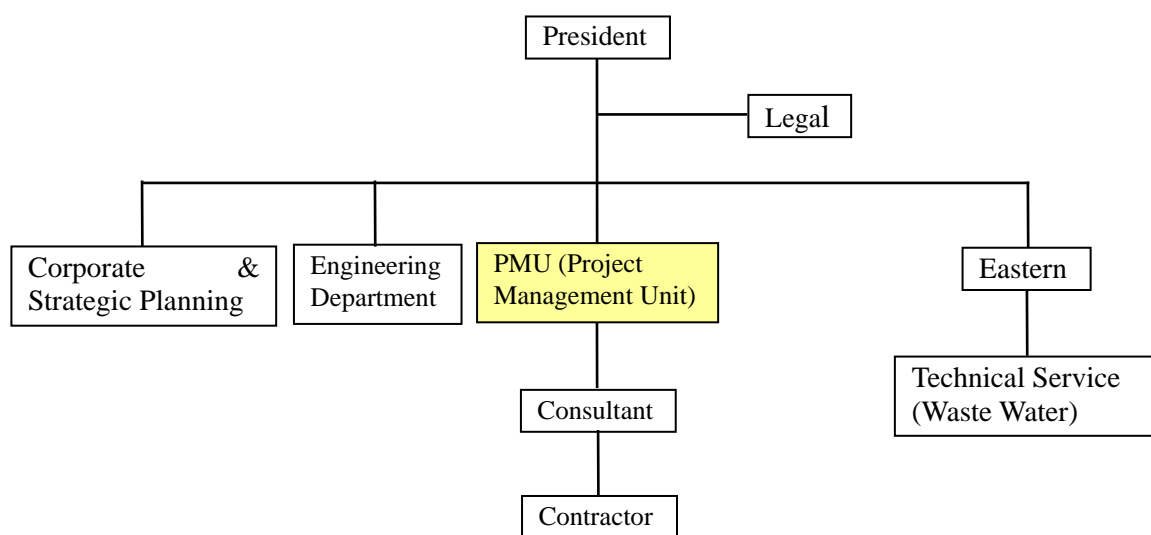 President
Legal
Corporate &
Strategic Planning
Engineering
Department
PMU (Project
Management Unit)
Eastern
Technical Service
(Waste Water)
Consultant
Contractor